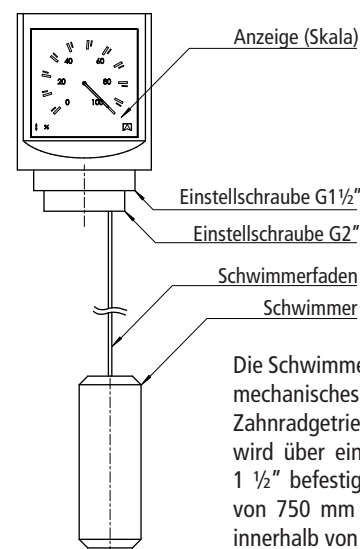 Anzeige (Skala)
40 60
20 80
0 100
%
Einstellschraube G1½"
Einstellschraube G2"
Schwimmerfaden
Schwimmer
Die Schwimme
mechanisches
Zahnradgetrie
wird über ein
1 ½" befestig
von 750 mm
innerhalb von